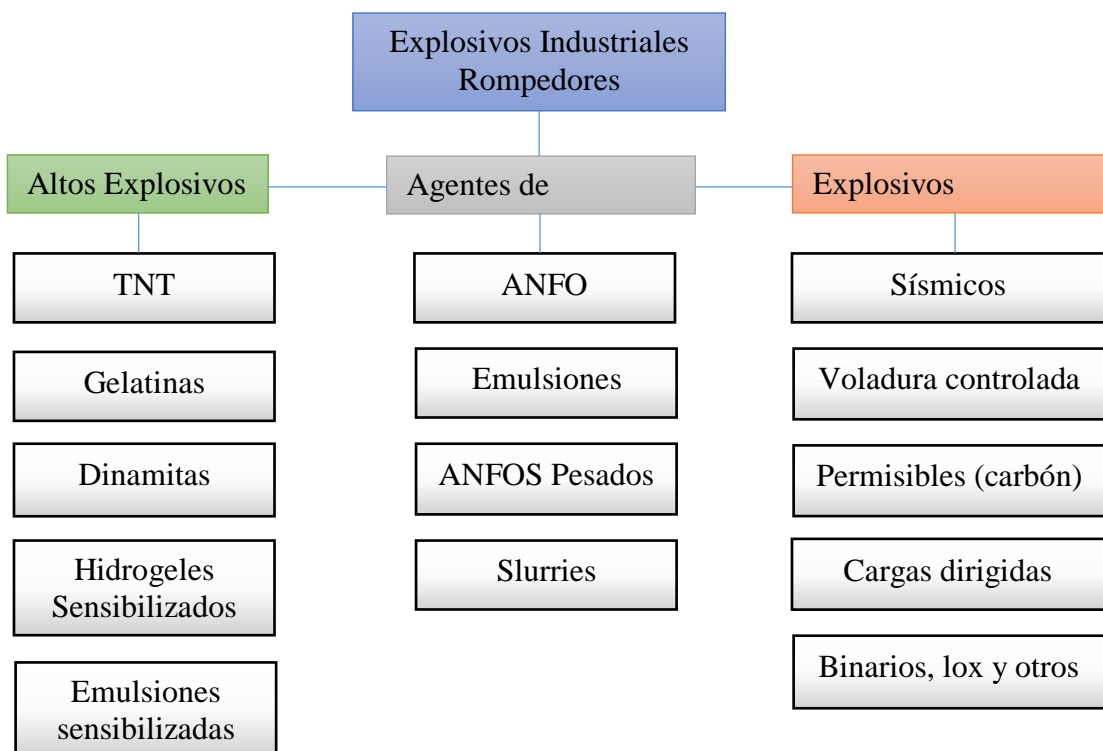 Explosivos Industriales
Rompedores
Altos Explosivos
Agentes de
Explosivos
TNT
Gelatinas
Dinamitas
Hidrogeles
Sensibilizados
Emulsiones
sensibilizadas
ANFO
Emulsiones
ANFOS Pesados
Slurries
Sísmicos
Voladura controlada
Permisibles (carbón)
Cargas dirigidas
Binarios, lox y otros